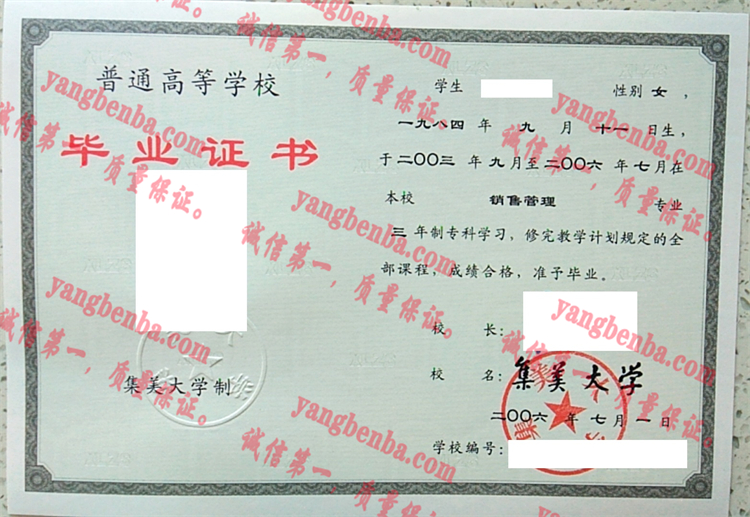 普通高等学校
毕业证书
集美大学制
学生 性别 女，
一九八四 年 九 月 十一 日生，
于二〇〇三 年 九 月至 二〇〇六 年 七 月在
本校 销售管理 专业
三 年制专科学习，修完教学计划规定的全
部课程，成绩合格，准予毕业。
校 长：
校 名：集美大学
二〇〇六 年 七 月 一 日
学校编号：
yangbenba.com
诚信第一，质量保证。